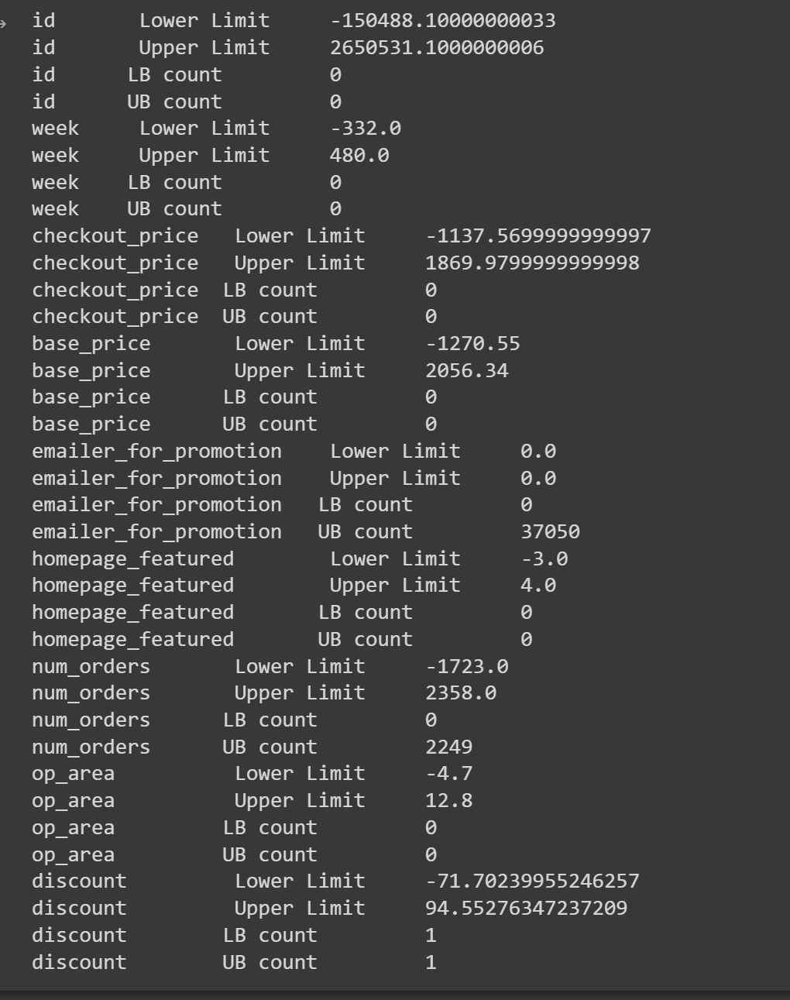 id Lower Limit -150488.10000000033
id Upper Limit 2650531.1000000006
id LB count 0
id UB count 0
week Lower Limit -332.0
week Upper Limit 480.0
week LB count 0
week UB count 0
checkout_price Lower Limit -1137.5699999999997
checkout_price Upper Limit 1869.9799999999998
checkout_price LB count 0
checkout_price UB count 0
base_price Lower Limit -1270.55
base_price Upper Limit 2056.34
base_price LB count 0
base_price UB count 0
emailer_for_promotion Lower Limit 0.0
emailer_for_promotion Upper Limit 0.0
emailer_for_promotion LB count 0
emailer_for_promotion UB count 37050
homepage_featured Lower Limit -3.0
homepage_featured Upper Limit 4.0
homepage_featured LB count 0
homepage_featured UB count 0
num_orders Lower Limit -1723.0
num_orders Upper Limit 2358.0
num_orders LB count 0
num_orders UB count 2249
op_area Lower Limit -4.7
op_area Upper Limit 12.8
op_area LB count 0
op_area UB count 0
discount Lower Limit -71.70239955246257
discount Upper Limit 94.55276347237209
discount LB count 1
discount UB count 1